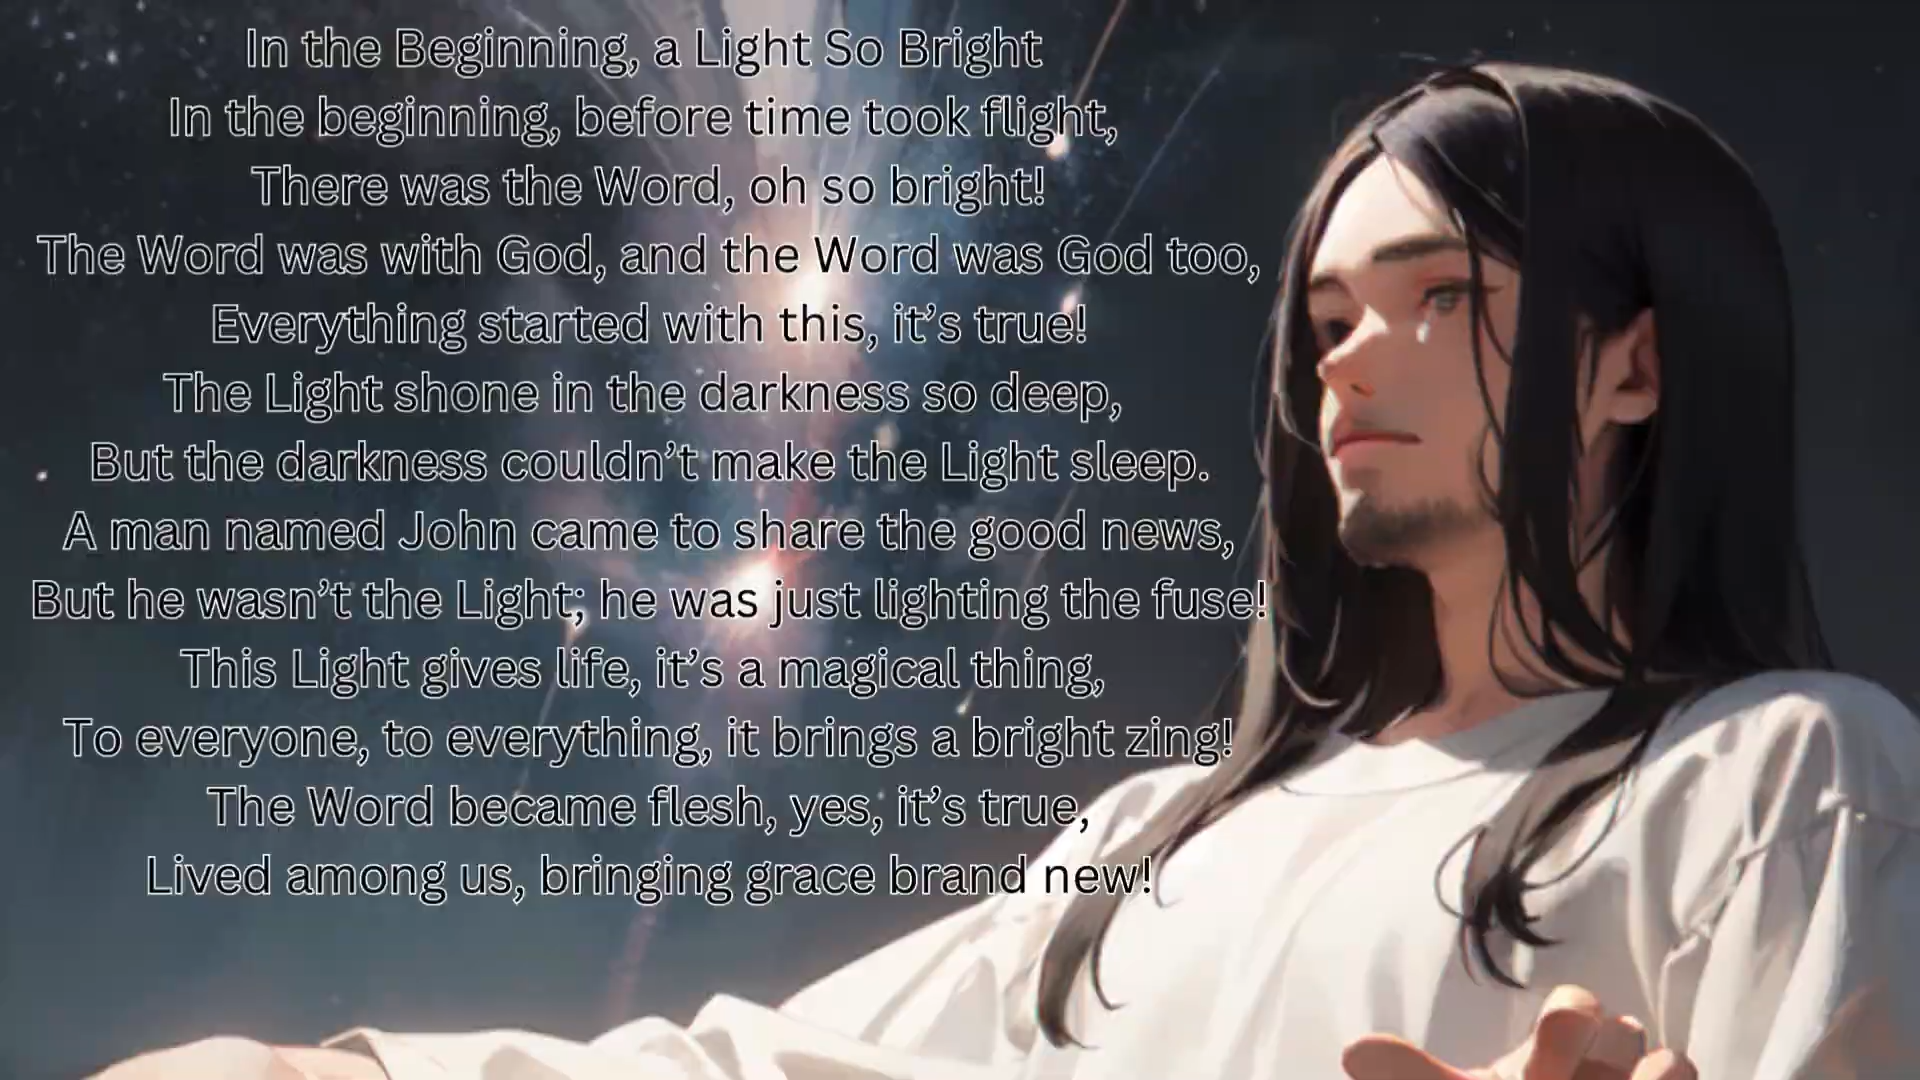 In the Beginning, a Light So Bright
In the beginning, before time took flight,
There was the Word, oh so bright!
The Word was with God, and the Word was God too,
Everything started with this, it’s true!
The Light shone in the darkness so deep,
But the darkness couldn’t make the Light sleep.
A man named John came to share the good news,
But he wasn’t the Light; he was just lighting the fuse!
This Light gives life, it’s a magical thing,
To everyone, to everything, it brings a bright zing!
The Word became flesh, yes, it’s true,
Lived among us, bringing grace brand new!